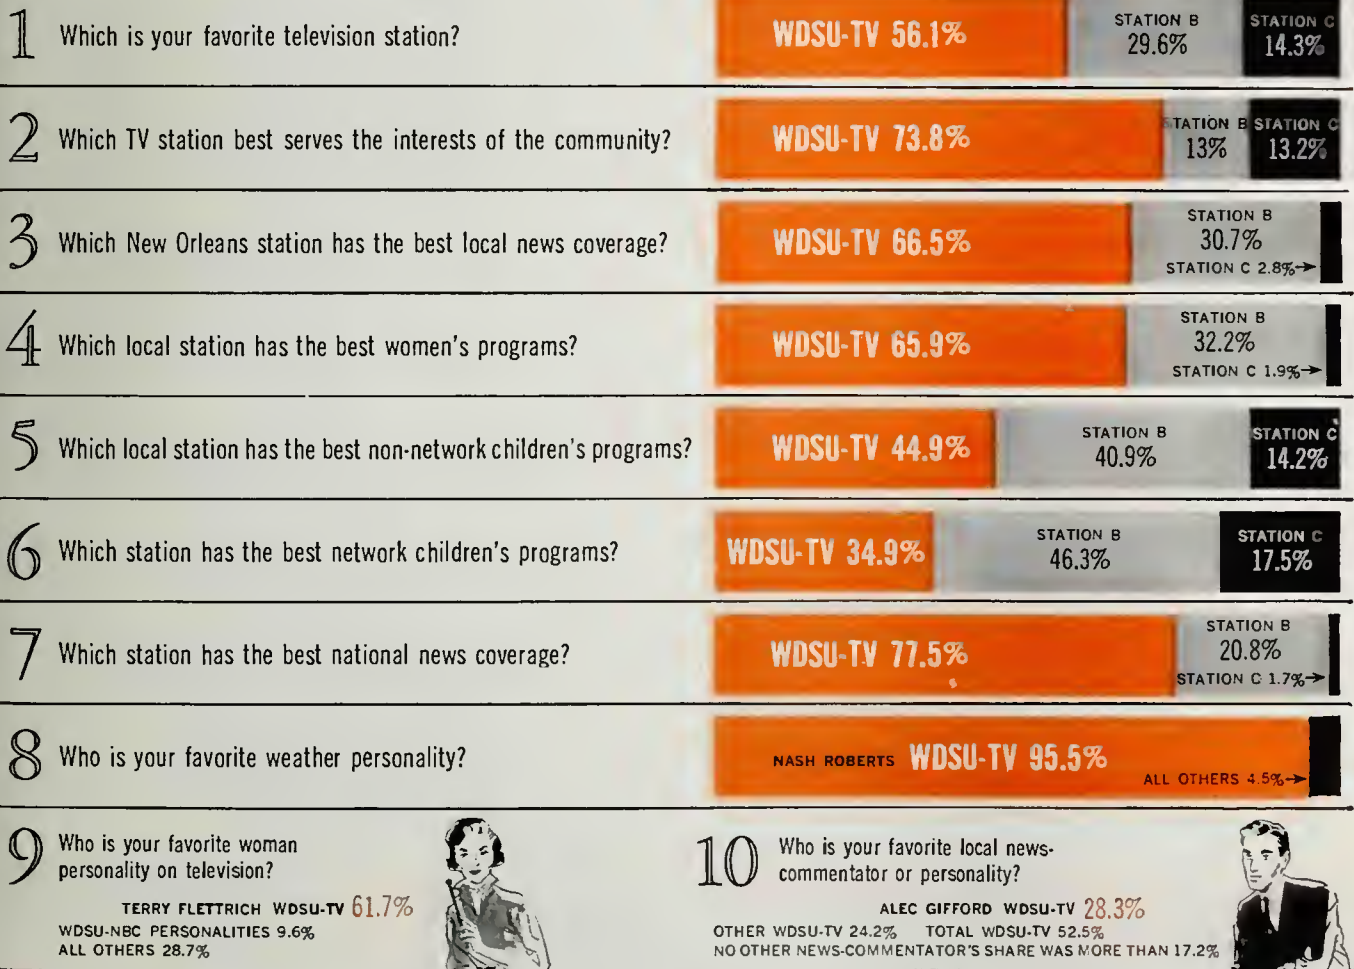 1 Which is your favorite television station? WDSU-TV 56.1% STATION B 29.6% STATION C 14.3%
2 Which TV station best serves the interests of the community? WDSU-TV 73.8% STATION B 13% STATION C 13.2%
3 Which New Orleans station has the best local news coverage? WDSU-TV 66.5% STATION B 30.7% STATION C 2.8%→
4 Which local station has the best women's programs? WDSU-TV 65.9% STATION B 32.2% STATION C 1.9%→
5 Which local station has the best non-network children's programs? WDSU-TV 44.9% STATION B 40.9% STATION C 14.2%
6 Which station has the best network children's programs? WDSU-TV 34.9% STATION B 46.3% STATION C 17.5%
7 Which station has the best national news coverage? WDSU-TV 77.5% STATION B 20.8% STATION C 1.7%→
8 Who is your favorite weather personality? NASH ROBERTS WDSU-TV 95.5% ALL OTHERS 4.5%→
9 Who is your favorite woman
personality on television?
TERRY FLETTRICH WDSU-TV 61.7%
WDSU-NBC PERSONALITIES 9.6%
ALL OTHERS 28.7%
10 Who is your favorite local news-
commentator or personality?
ALEC GIFFORD WDSU-TV 28.3%
OTHER WDSU-TV 24.2% TOTAL WDSU-TV 52.5%
NO OTHER NEWS-COMMENTATOR'S SHARE WAS MORE THAN 17.2%